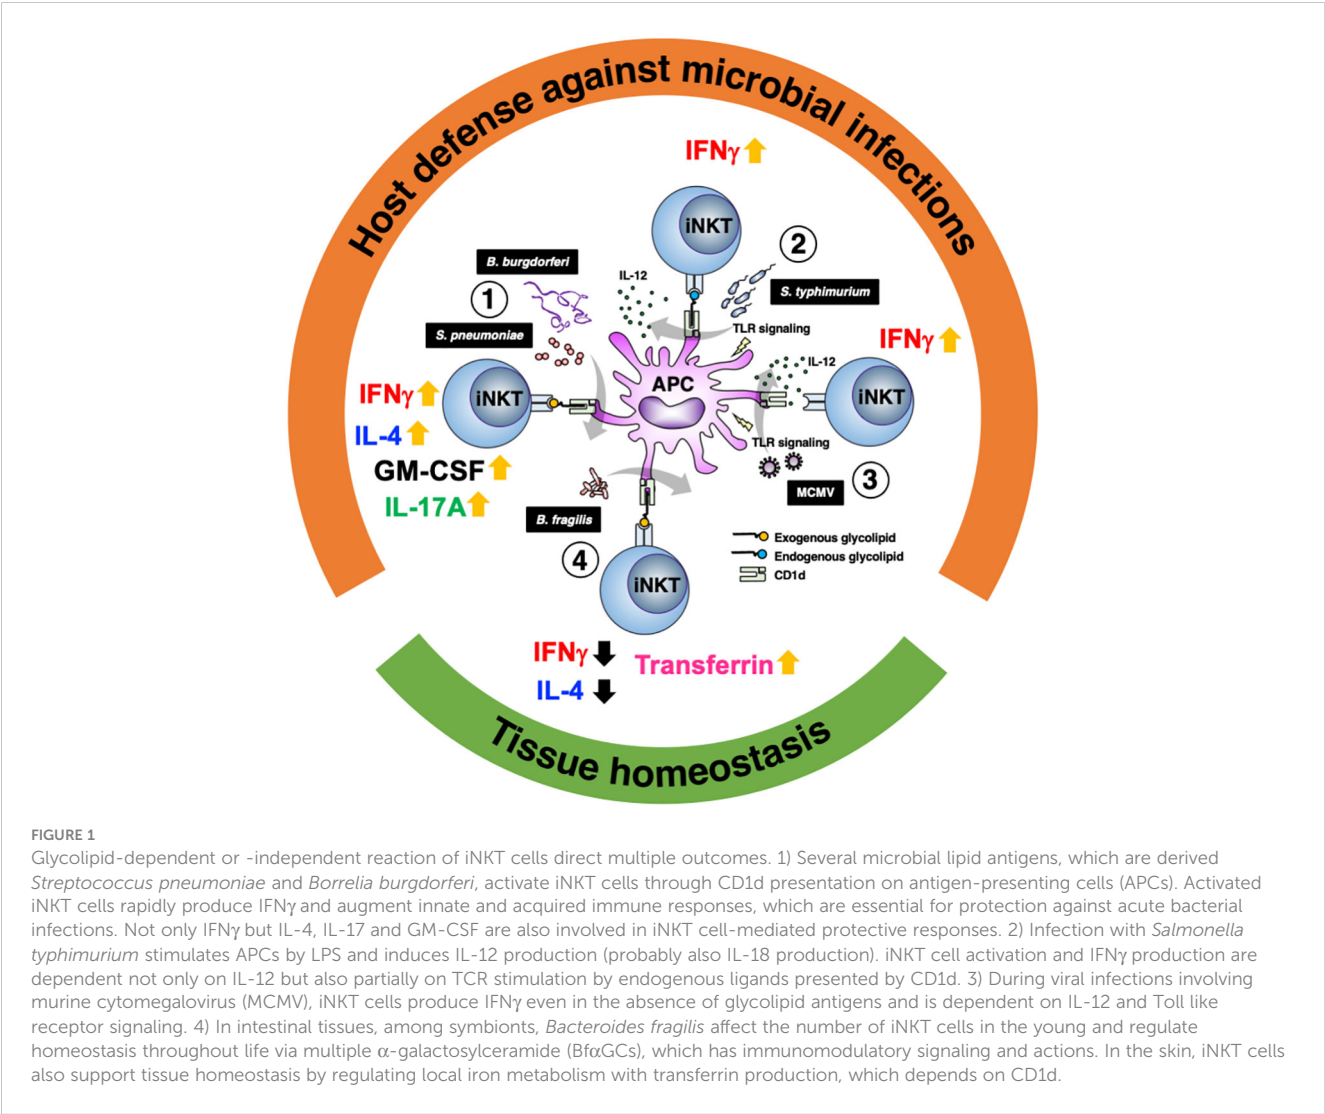 Host defense against microbial infections
IFNγ
iNKT
2
B. burgdorferi
IL-12
1
S. typhimurium
S. pneumoniae
TLR signaling
IFNγ
IL-12
APC
iNKT
iNKT
IFNγ
IL-4
TLR signaling
GM-CSF
3
MCMV
IL-17A
B. fragilis
Exogenous glycolipid
4
Endogenous glycolipid
CD1d
iNKT
IFNγ
Transferrin
IL-4
Tissue homeostasis
FIGURE 1
Glycolipid-dependent or -independent reaction of iNKT cells direct multiple outcomes. 1) Several microbial lipid antigens, which are derived
Streptococcus pneumoniae and Borrelia burgdorferi, activate iNKT cells through CD1d presentation on antigen-presenting cells (APCs). Activated
iNKT cells rapidly produce IFNγ and augment innate and acquired immune responses, which are essential for protection against acute bacterial
infections. Not only IFNγ but IL-4, IL-17 and GM-CSF are also involved in iNKT cell-mediated protective responses. 2) Infection with Salmonella
typhimurium stimulates APCs by LPS and induces IL-12 production (probably also IL-18 production). iNKT cell activation and IFNγ production are
dependent not only on IL-12 but also partially on TCR stimulation by endogenous ligands presented by CD1d. 3) During viral infections involving
murine cytomegalovirus (MCMV), iNKT cells produce IFNγ even in the absence of glycolipid antigens and is dependent on IL-12 and Toll like
receptor signaling. 4) In intestinal tissues, among symbionts, Bacteroides fragilis affect the number of iNKT cells in the young and regulate
homeostasis throughout life via multiple α-galactosylceramide (BfαGCs), which has immunomodulatory signaling and actions. In the skin, iNKT cells
also support tissue homeostasis by regulating local iron metabolism with transferrin production, which depends on CD1d.